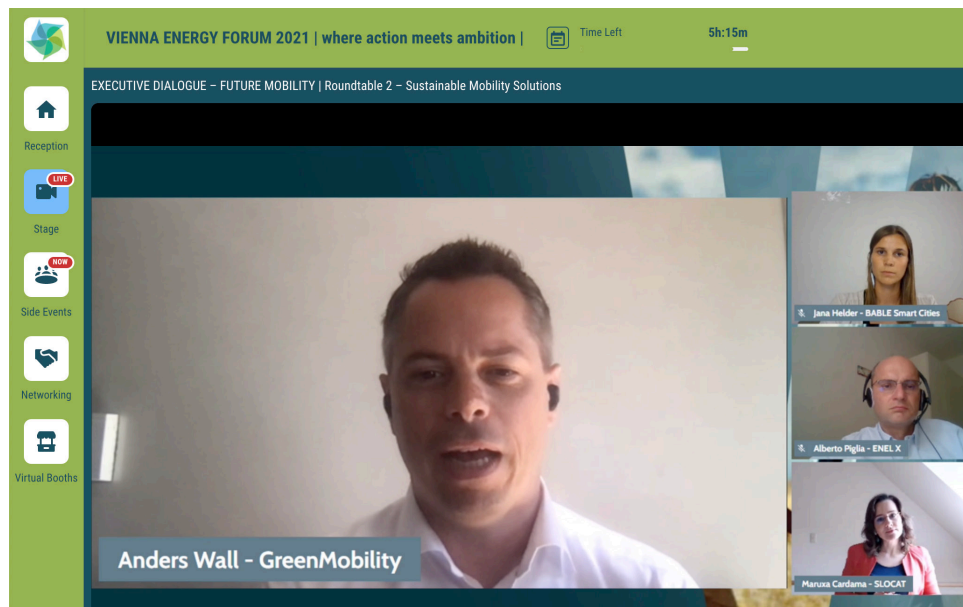 VIENNA ENERGY FORUM 2021 | where action meets ambition |
Time Left
5h:15m
EXECUTIVE DIALOGUE – FUTURE MOBILITY | Roundtable 2 – Sustainable Mobility Solutions
Reception
LIVE
Stage
NOW
Side Events
Networking
Virtual Booths
Jana Helder - BABLE Smart Cities
Alberto Piglia - ENEL X
Maruxa Cardama - SLOCAT
Anders Wall - GreenMobility